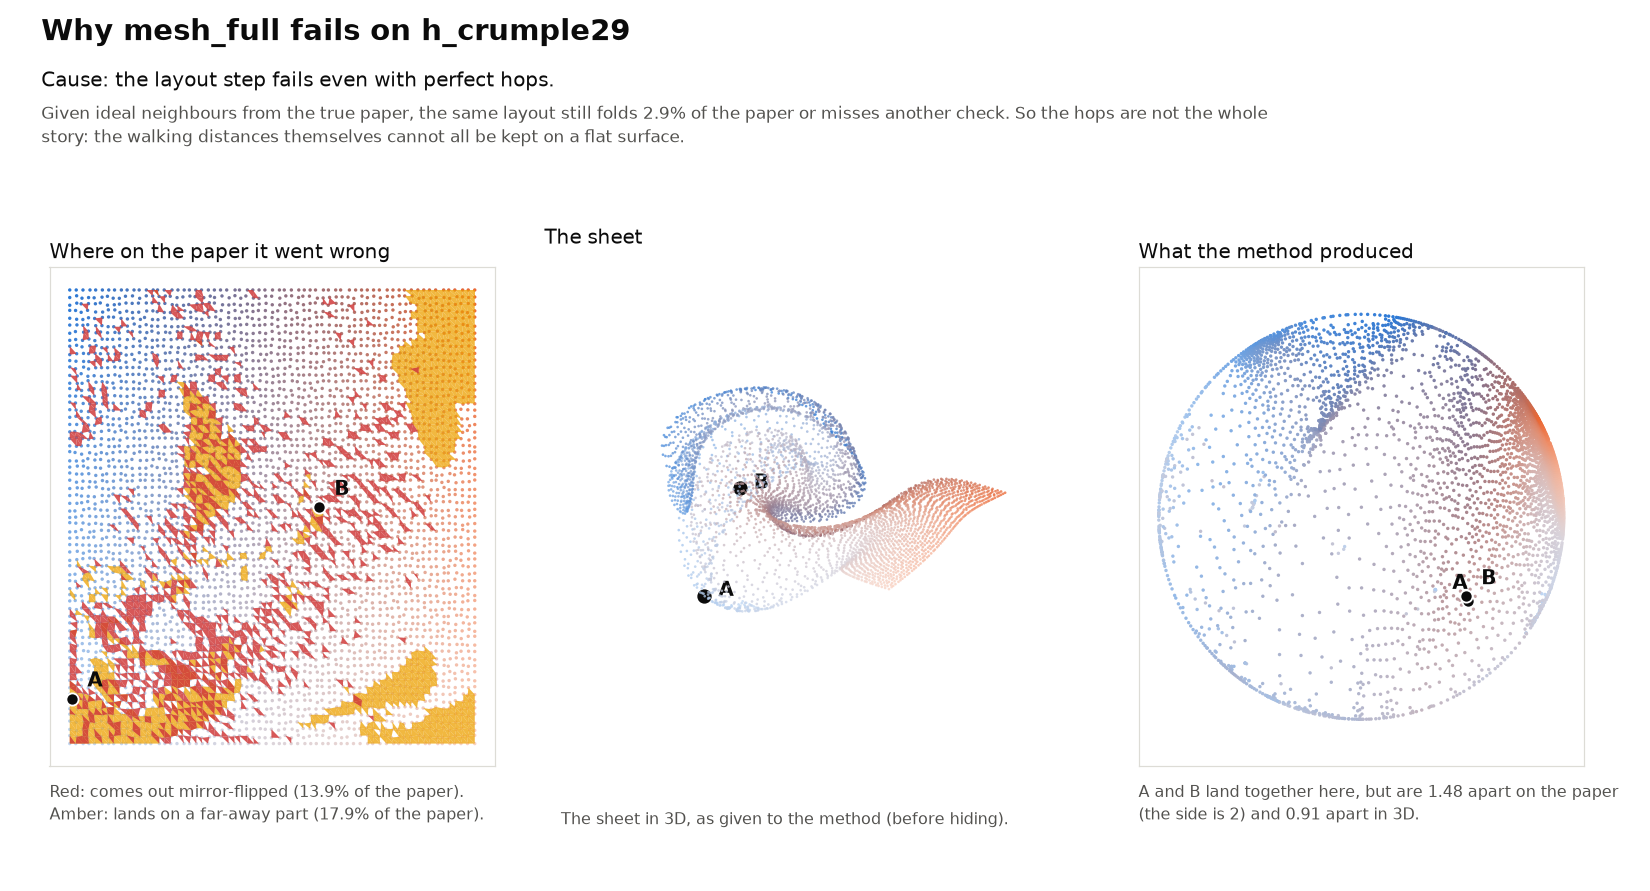 Why mesh_full fails on h_crumple29
Cause: the layout step fails even with perfect hops.
Given ideal neighbours from the true paper, the same layout still folds 2.9% of the paper or misses another check. So the hops are not the whole
story: the walking distances themselves cannot all be kept on a flat surface.
Where on the paper it went wrong
B
A
Red: comes out mirror-flipped (13.9% of the paper).
Amber: lands on a far-away part (17.9% of the paper).
The sheet
B
A
The sheet in 3D, as given to the method (before hiding).
What the method produced
A B
A and B land together here, but are 1.48 apart on the paper
(the side is 2) and 0.91 apart in 3D.